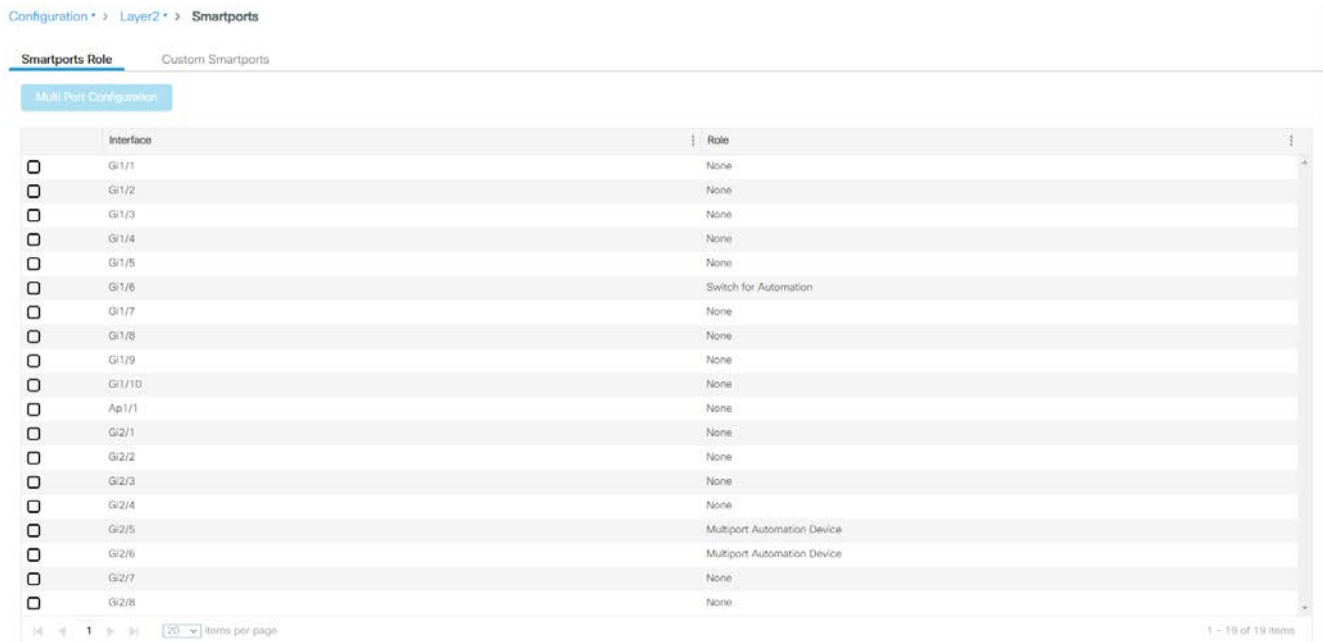 Configuration > Layer2 > Smartports
Smartports Role Custom Smartports
Multi Port Configuration
Interface Role
Gi1/1 None
Gi1/2 None
Gi1/3 None
Gi1/4 None
Gi1/5 None
Gi1/6 Switch for Automation
Gi1/7 None
Gi1/8 None
Gi1/9 None
Gi1/10 None
Ap1/1 None
Gi2/1 None
Gi2/2 None
Gi2/3 None
Gi2/4 None
Gi2/5 Multiport Automation Device
Gi2/6 Multiport Automation Device
Gi2/7 None
Gi2/8 None
1 20 items per page 1 - 19 of 19 items